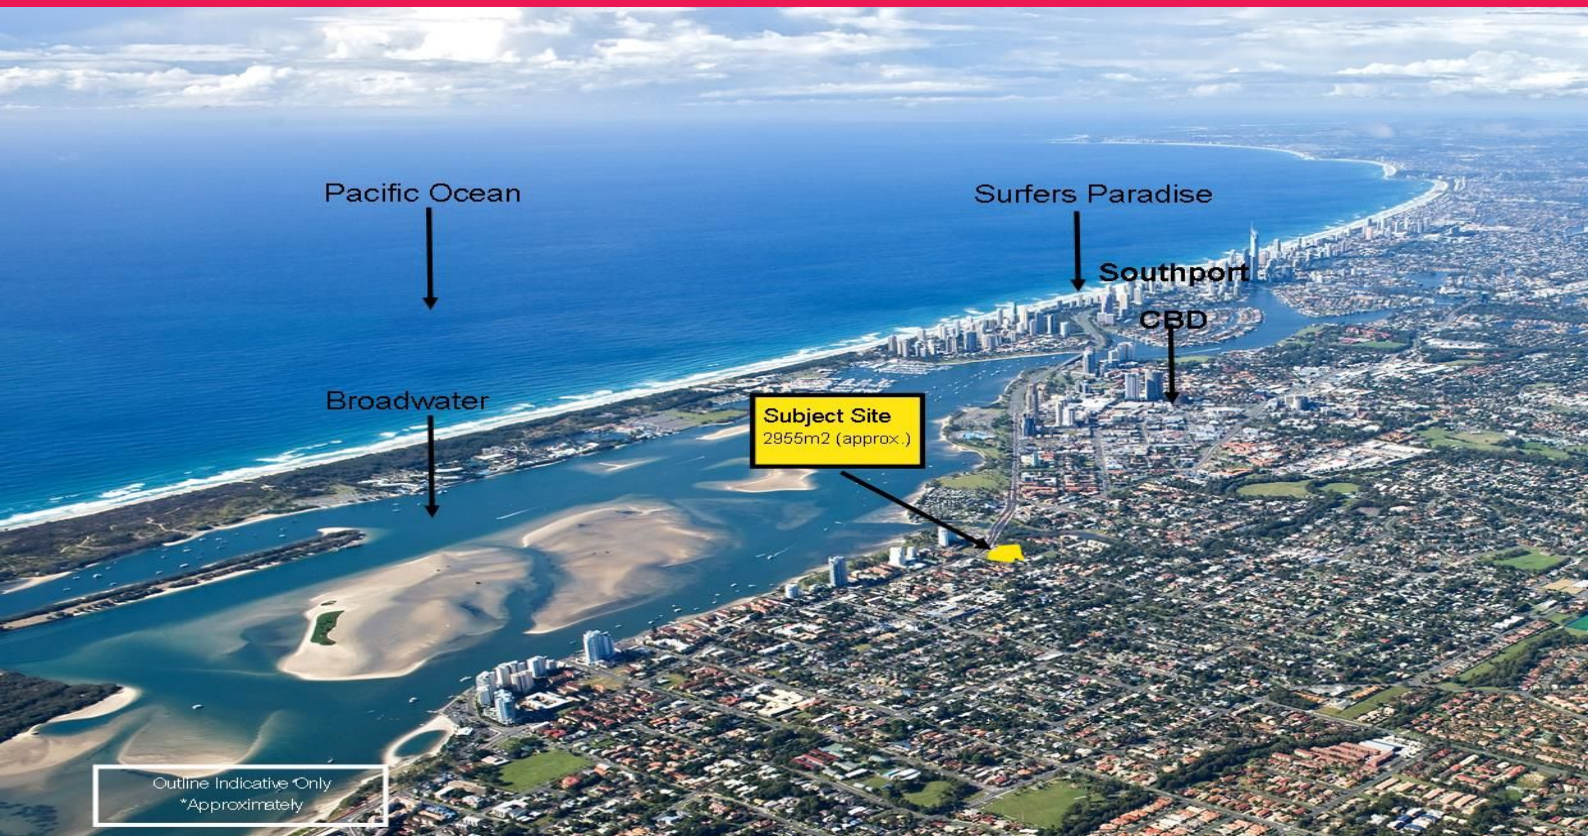 Pacific Ocean
Surfers Paradise
Southport
CBD
Broadwater
Subject Site
2955m2 (approx.)
Outline Indicative Only
*Approximately